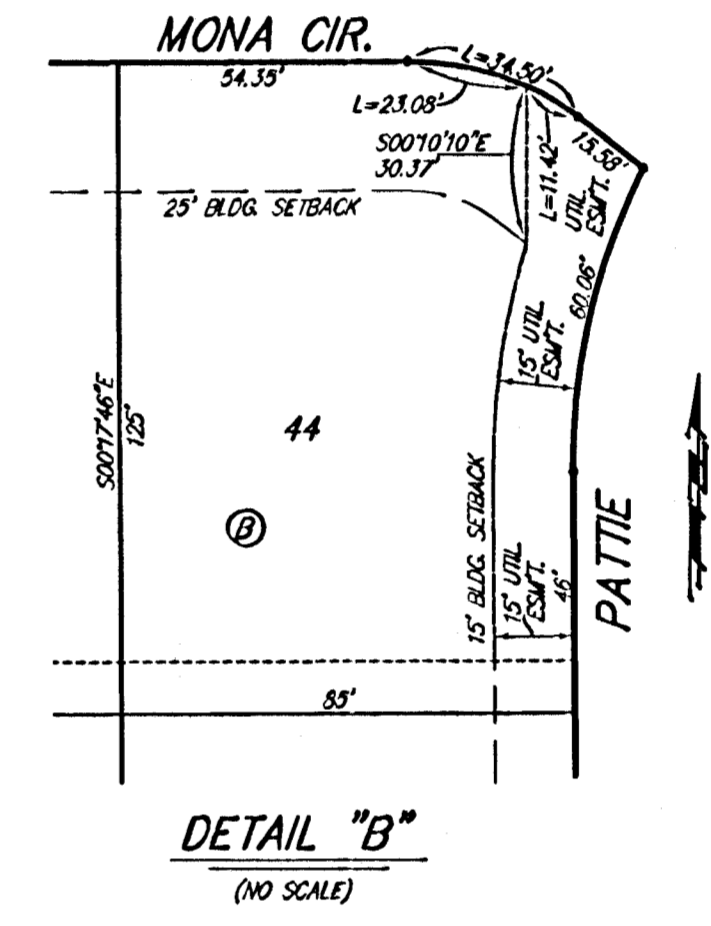 MONA CIR.
54.35'
L=34.50'
L=23.08'
15.58'
S00°10'10"E
30.37'
L=11.42'
UTIL
ESM'T.
25' BLDG. SETBACK
60.06'
15' UTIL
ESM'T.
S00°17'46"E
125'
44
B
15' BLDG. SETBACK
15' UTIL
ESM'T.
46'
PATTIE
85'
DETAIL "B"
(NO SCALE)